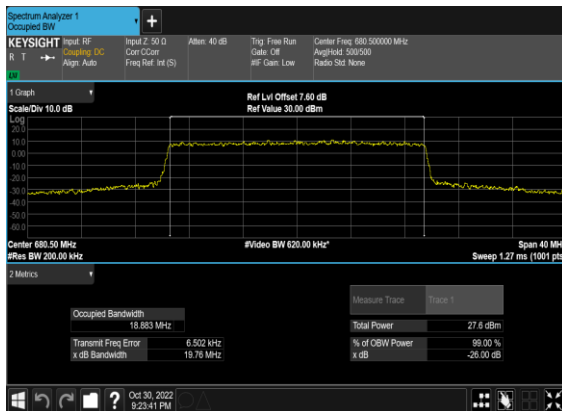 Spectrum Analyzer 1
Occupied BW
KEYSIGHT Input: RF Input Z: 50 Ω Atten: 40 dB Trig: Free Run Center Freq: 680.500000 MHz
R T Coupling: DC Corr CCorr Gate: Off Avg|Hold: 500/500
Align: Auto Freq Ref: Int (S) #IF Gain: Low Radio Std: None
1 Graph
Ref Lvl Offset 7.60 dB
Scale/Div 10.0 dB Ref Value 30.00 dBm
Log
20.0
10.0
0.00
-10.0
-20.0
-30.0
-40.0
-50.0
-60.0
Center 680.50 MHz #Video BW 620.00 kHz* Span 40 MH
#Res BW 200.00 kHz Sweep 1.27 ms (1001 pts
2 Metrics
Measure Trace Trace 1
Occupied Bandwidth
18.883 MHz Total Power 27.6 dBm
Transmit Freq Error 6.502 kHz % of OBW Power 99.00 %
x dB Bandwidth 19.76 MHz x dB -26.00 dB
Oct 30, 2022
9:23:41 PM